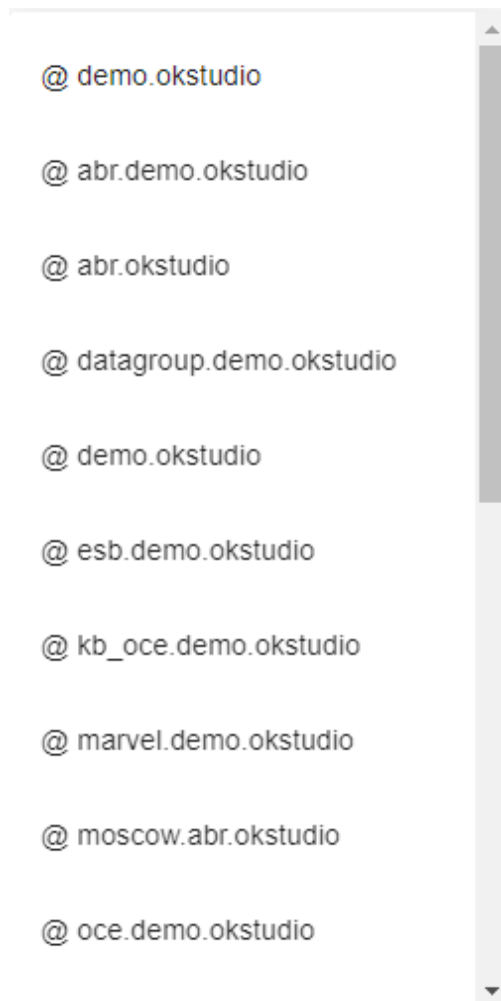 @ demo.okstudio
@ abr.demo.okstudio
@ abr.okstudio
@ datagroup.demo.okstudio
@ demo.okstudio
@ esb.demo.okstudio
@ kb_oce.demo.okstudio
@ marvel.demo.okstudio
@ moscow.abr.okstudio
@ oce.demo.okstudio